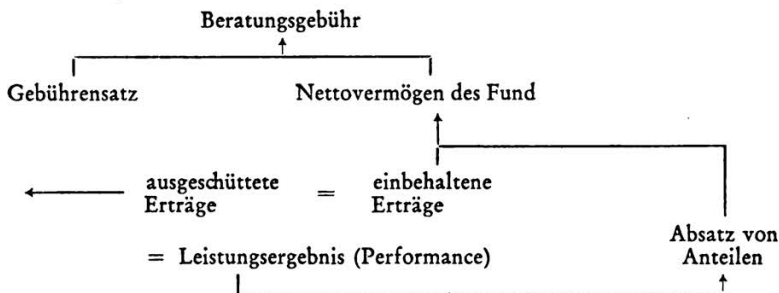 Beratungsgebühr
Gebührensatz Nettovermögen des Fund
ausgeschüttete = einbehaltene
Erträge Erträge
Absatz von
= Leistungsergebnis (Performance) Anteilen